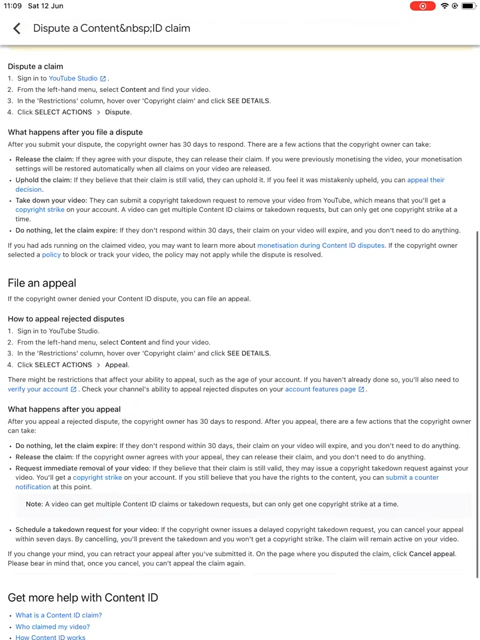 11:09 Sat 12 Jun
Dispute a Content&nbsp;ID claim
Dispute a claim
1. Sign in to YouTube Studio .
2. From the left-hand menu, select Content and find your video.
3. In the 'Restrictions' column, hover over 'Copyright claim' and click SEE DETAILS.
4. Click SELECT ACTIONS > Dispute.
What happens after you file a dispute
After you submit your dispute, the copyright owner has 30 days to respond. There are a few actions that the copyright owner can take:
• Release the claim: If they agree with your dispute, they can release their claim. If you were previously monetising the video, your monetisation
settings will be restored automatically when all claims on your video are released.
• Uphold the claim: If they believe that their claim is still valid, they can uphold it. If you feel it was mistakenly upheld, you can appeal their
decision.
• Take down your video: They can submit a copyright takedown request to remove your video from YouTube, which means that you'll get a
copyright strike on your account. A video can get multiple Content ID claims or takedown requests, but can only get one copyright strike at a
time.
• Do nothing, let the claim expire: If they don't respond within 30 days, their claim on your video will expire, and you don't need to do anything.
If you had ads running on the claimed video, you may want to learn more about monetisation during Content ID disputes. If the copyright owner
selected a policy to block or track your video, the policy may not apply while the dispute is resolved.
File an appeal
If the copyright owner denied your Content ID dispute, you can file an appeal.
How to appeal rejected disputes
1. Sign in to YouTube Studio.
2. From the left-hand menu, select Content and find your video.
3. In the 'Restrictions' column, hover over 'Copyright claim' and click SEE DETAILS.
4. Click SELECT ACTIONS > Appeal.
There might be restrictions that affect your ability to appeal, such as the age of your account. If you haven't already done so, you'll also need to
verify your account . Check your channel's ability to appeal rejected disputes on your account features page .
What happens after you appeal
After you appeal a rejected dispute, the copyright owner has 30 days to respond. After you appeal, there are a few actions that the copyright owner
can take:
• Do nothing, let the claim expire: If they don't respond within 30 days, their claim on your video will expire, and you don't need to do anything.
• Release the claim: If the copyright owner agrees with your appeal, they can release their claim, and you don't need to do anything.
• Request immediate removal of your video: If they believe that their claim is still valid, they may issue a copyright takedown request against your
video. You'll get a copyright strike on your account. If you still believe that you have the rights to the content, you can submit a counter
notification at this point.
Note: A video can get multiple Content ID claims or takedown requests, but can only get one copyright strike at a time.
• Schedule a takedown request for your video: If the copyright owner issues a delayed copyright takedown request, you can cancel your appeal
within seven days. By cancelling, you'll prevent the takedown and you won't get a copyright strike. The claim will remain active on your video.
If you change your mind, you can retract your appeal after you've submitted it. On the page where you disputed the claim, click Cancel appeal.
Please bear in mind that, once you cancel, you can't appeal the claim again.
Get more help with Content ID
• What is a Content ID claim?
• Who claimed my video?
• How Content ID works